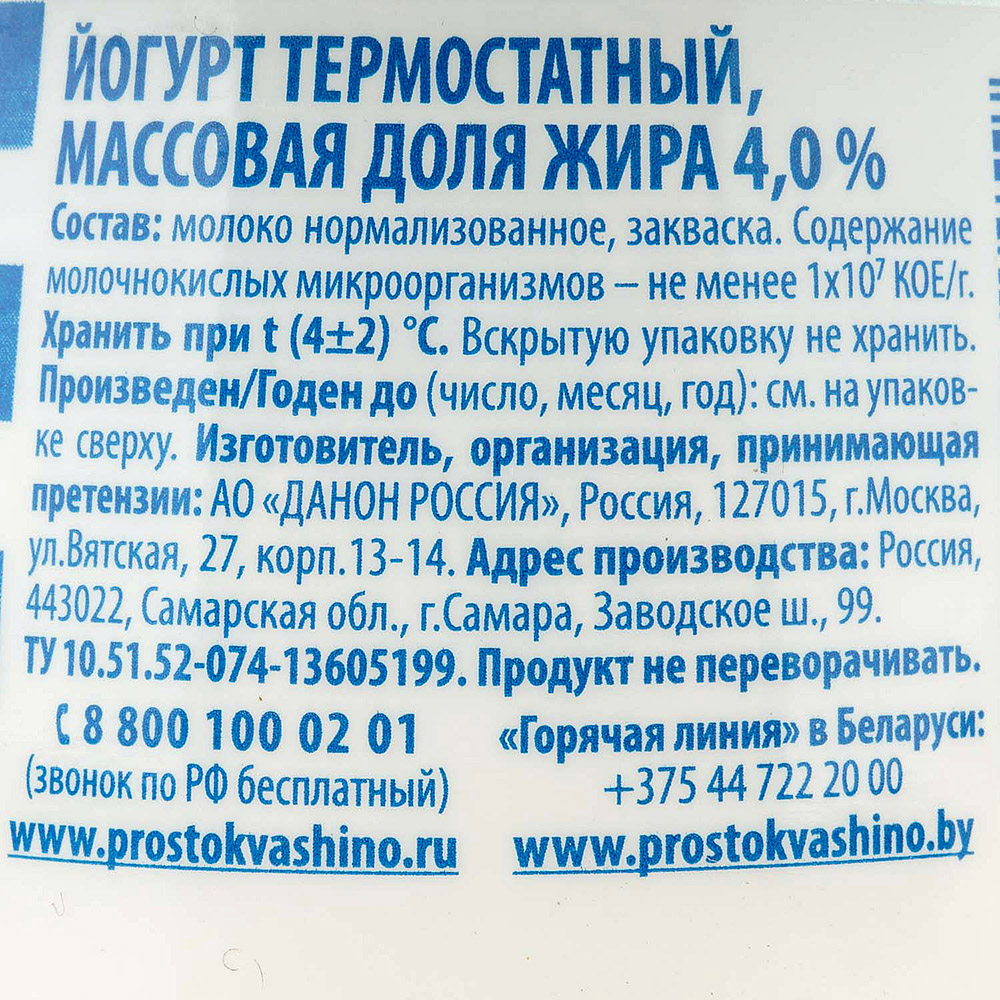 ЙОГУРТ ТЕРМОСТАТНЫЙ,
МАССОВАЯ ДОЛЯ ЖИРА 4,0 %
Состав: молоко нормализованное, закваска. Содержание
молочнокислых микроорганизмов – не менее 1х10⁷ КОЕ/г.
Хранить при t (4±2) °С. Вскрытую упаковку не хранить.
Произведен/Годен до (число, месяц, год): см. на упаков-
ке сверху. Изготовитель, организация, принимающая
претензии: АО «ДАНОН РОССИЯ», Россия, 127015, г.Москва,
ул.Вятская, 27, корп.13-14. Адрес производства: Россия,
443022, Самарская обл., г.Самара, Заводское ш., 99.
ТУ 10.51.52-074-13605199. Продукт не переворачивать.
8 800 100 02 01
(звонок по РФ бесплатный)
www.prostokvashino.ru
«Горячая линия» в Беларуси:
+375 44 722 20 00
www.prostokvashino.by